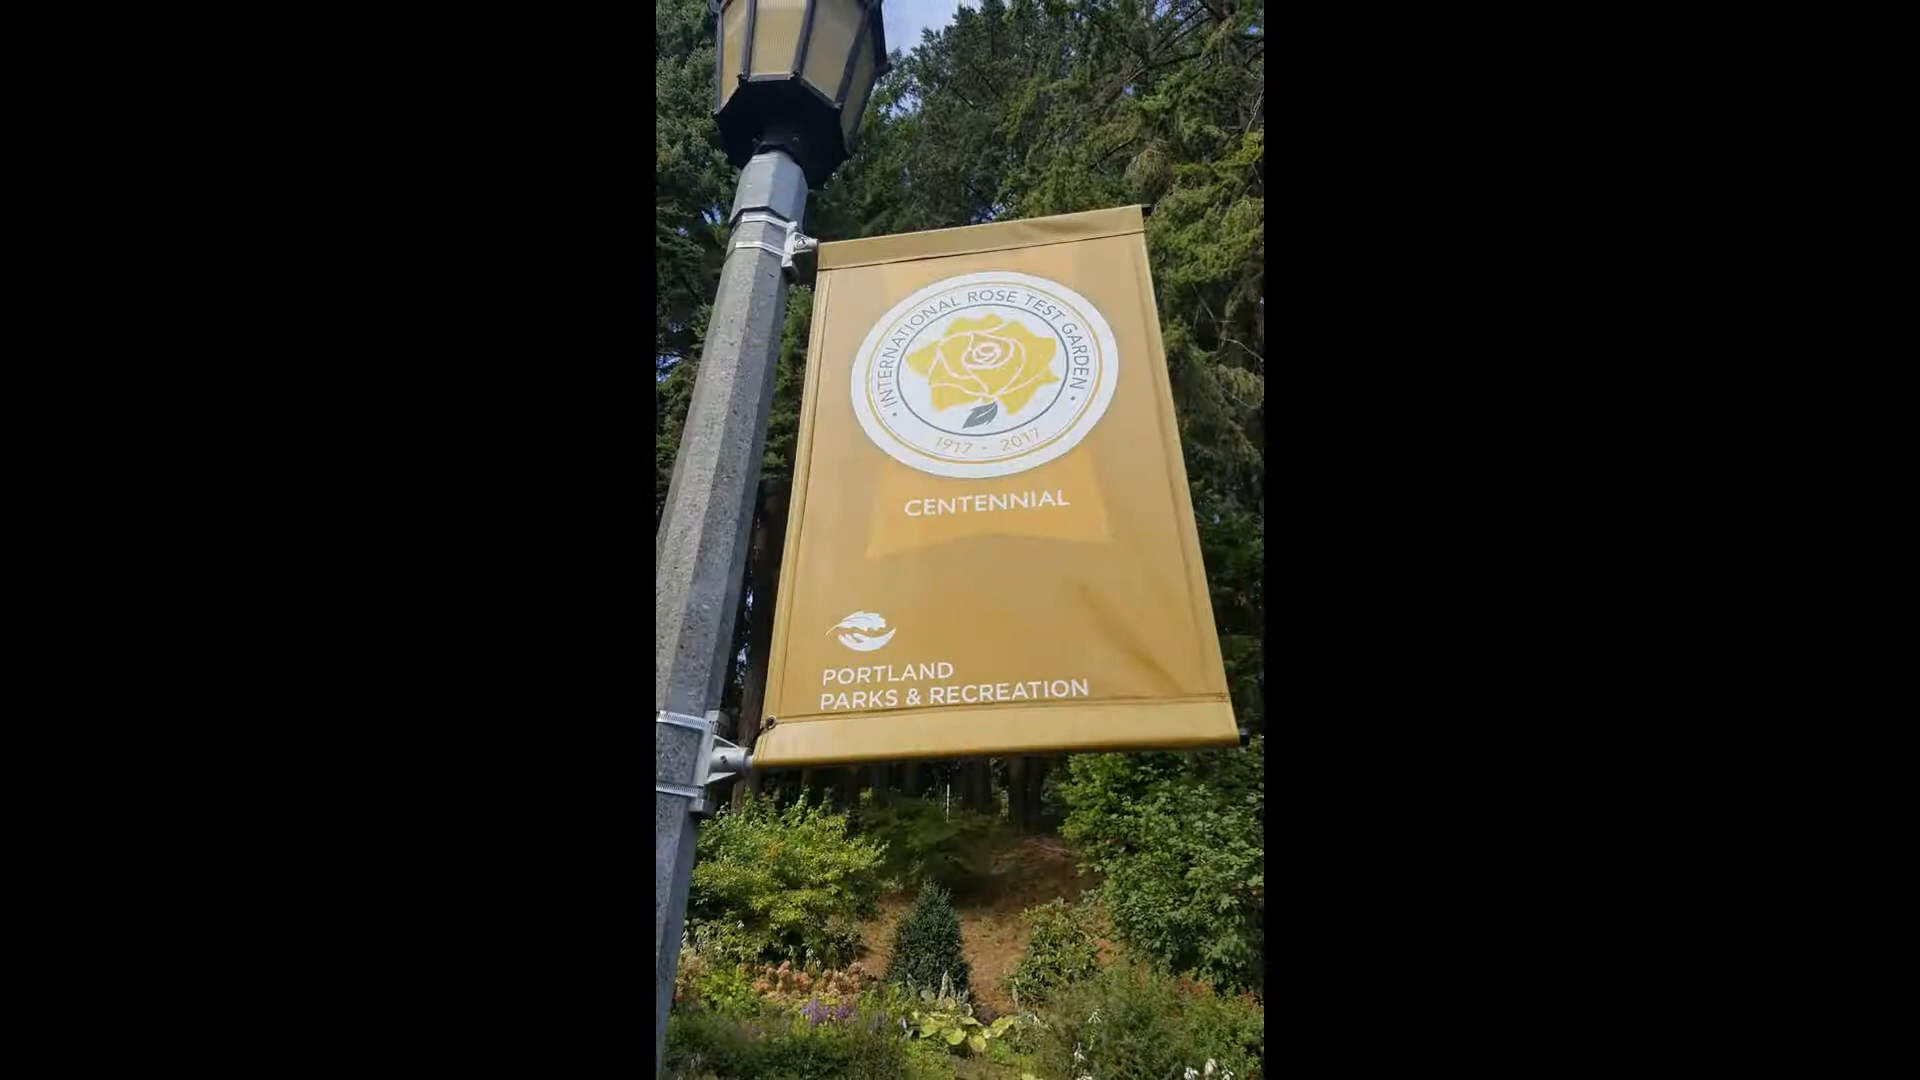 • INTERNATIONAL ROSE TEST GARDEN •
1917 - 2017
CENTENNIAL
PORTLAND
PARKS & RECREATION